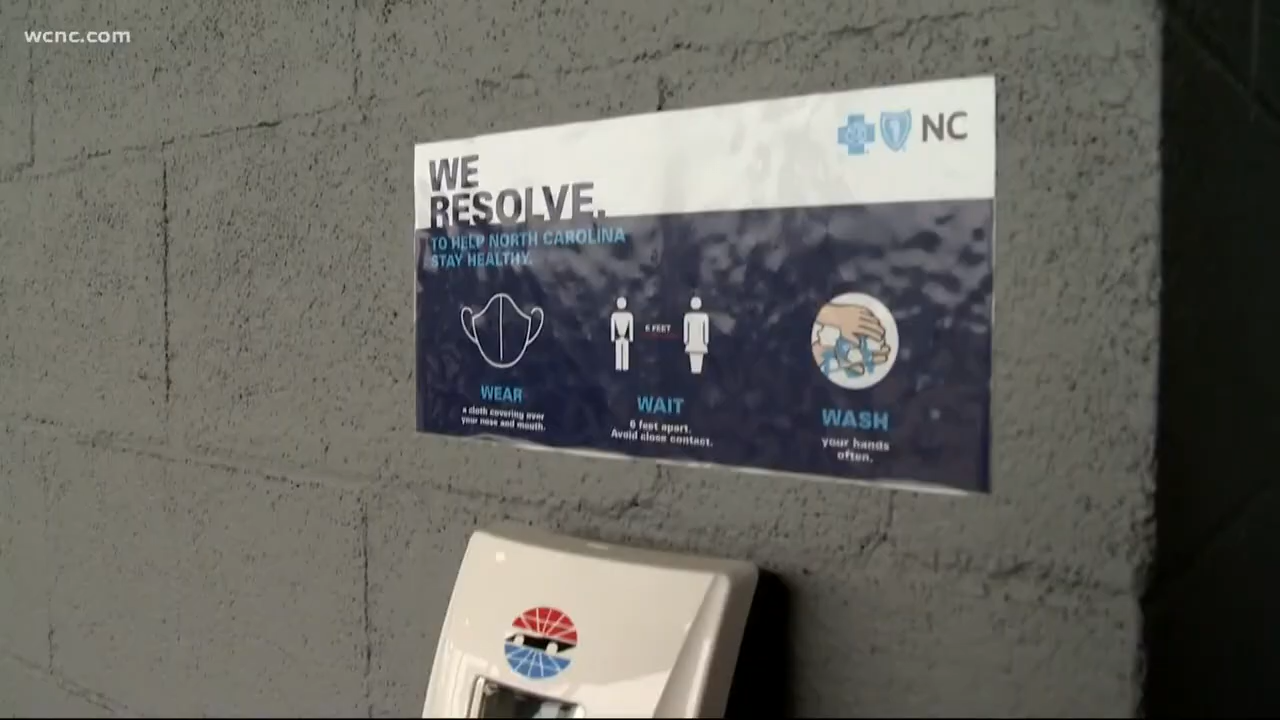 wcnc.com
NC
WE
RESOLVE.
TO HELP NORTH CAROLINA
STAY HEALTHY.
6 FEET
WEAR
a cloth covering over
your nose and mouth.
WAIT
6 feet apart.
Avoid close contact.
WASH
your hands
often.